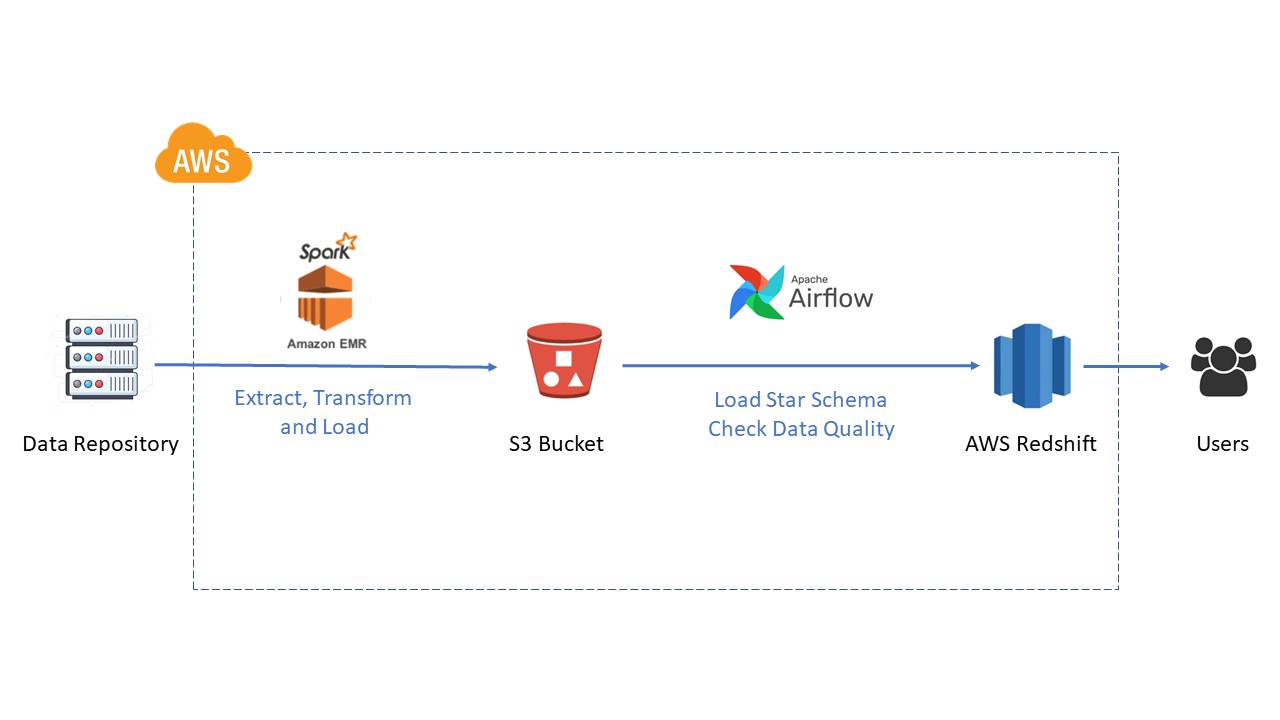 AWS
Spark
Amazon EMR
Apache
Airflow
Extract, Transform
and Load
Load Star Schema
Check Data Quality
Data Repository
S3 Bucket
AWS Redshift
Users